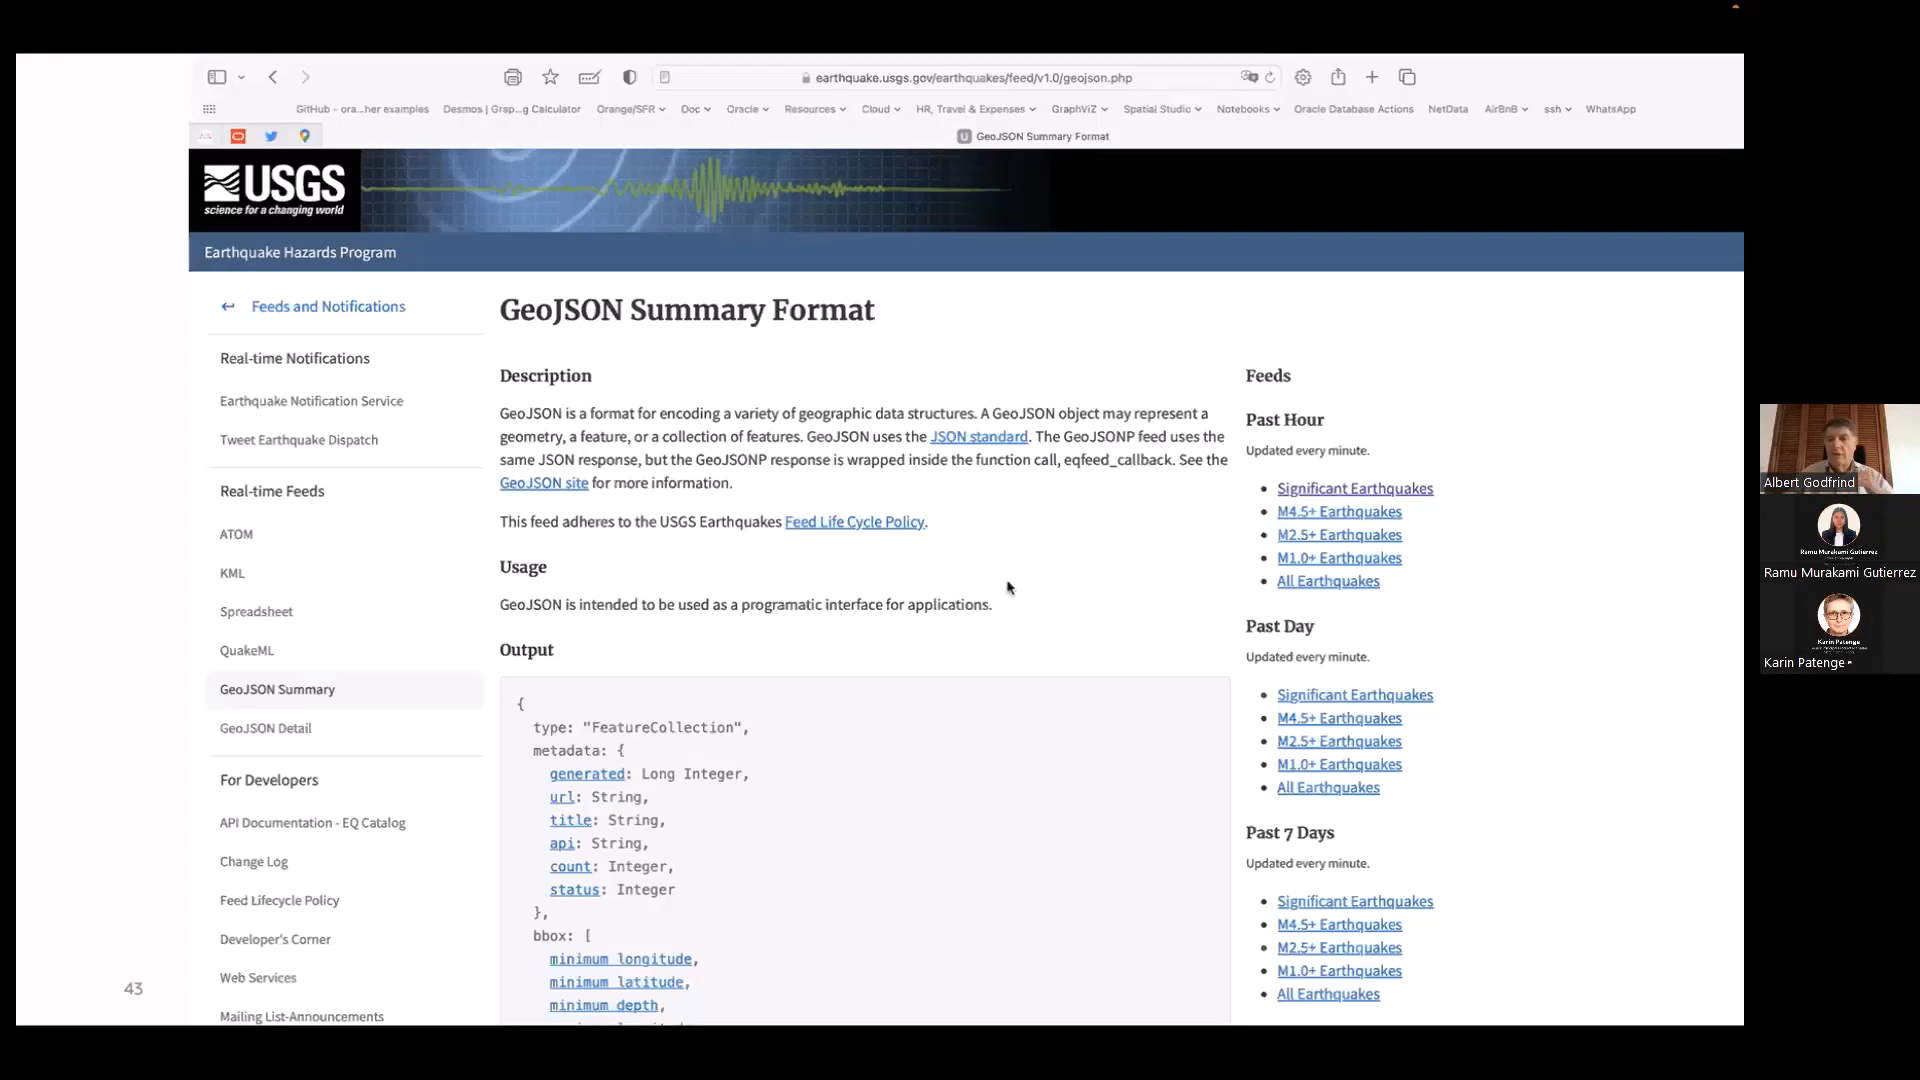 earthquake.usgs.gov/earthquakes/feed/v1.0/geojson.php
GitHub - ora...her examples
Desmos | Grap...g Calculator
Orange/SFR
Doc
Oracle
Resources
Cloud
HR, Travel & Expenses
GraphViZ
Spatial Studio
Notebooks
Oracle Database Actions
NetData
AirBnB
ssh
WhatsApp
U GeoJSON Summary Format
USGS
science for a changing world
Earthquake Hazards Program
Feeds and Notifications
Real-time Notifications
Earthquake Notification Service
Tweet Earthquake Dispatch
Real-time Feeds
ATOM
KML
Spreadsheet
QuakeML
GeoJSON Summary
GeoJSON Detail
For Developers
API Documentation - EQ Catalog
Change Log
Feed Lifecycle Policy
Developer's Corner
Web Services
Mailing List-Announcements
GeoJSON Summary Format
Description
GeoJSON is a format for encoding a variety of geographic data structures. A GeoJSON object may represent a
geometry, a feature, or a collection of features. GeoJSON uses the JSON standard. The GeoJSONP feed uses the
same JSON response, but the GeoJSONP response is wrapped inside the function call, eqfeed_callback. See the
GeoJSON site for more information.
This feed adheres to the USGS Earthquakes Feed Life Cycle Policy.
Usage
GeoJSON is intended to be used as a programatic interface for applications.
Output
{
type: "FeatureCollection",
metadata: {
generated: Long Integer,
url: String,
title: String,
api: String,
count: Integer,
status: Integer
},
bbox: [
minimum longitude,
minimum latitude,
minimum depth,
Feeds
Past Hour
Updated every minute.
Significant Earthquakes
M4.5+ Earthquakes
M2.5+ Earthquakes
M1.0+ Earthquakes
All Earthquakes
Past Day
Updated every minute.
Significant Earthquakes
M4.5+ Earthquakes
M2.5+ Earthquakes
M1.0+ Earthquakes
All Earthquakes
Past 7 Days
Updated every minute.
Significant Earthquakes
M4.5+ Earthquakes
M2.5+ Earthquakes
M1.0+ Earthquakes
All Earthquakes
43
Albert Godfrind
Ramu Murakami Gutierrez
Ramu Murakami Gutierrez
Karin Patenge
Karin Patenge -